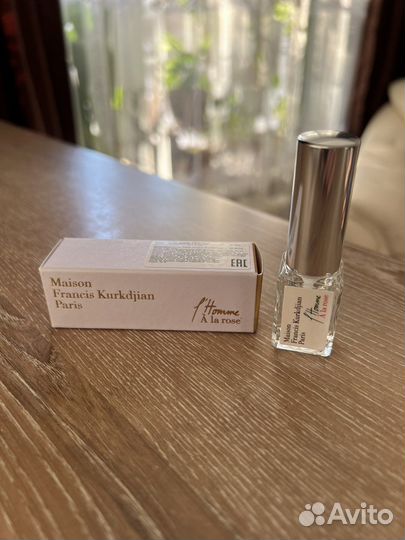 Maison
Francis Kurkdjian
Paris
l'Homme
À la rose
EAC
Maison
Francis Kurkdjian
Paris
l'Homme
À la rose
Avito